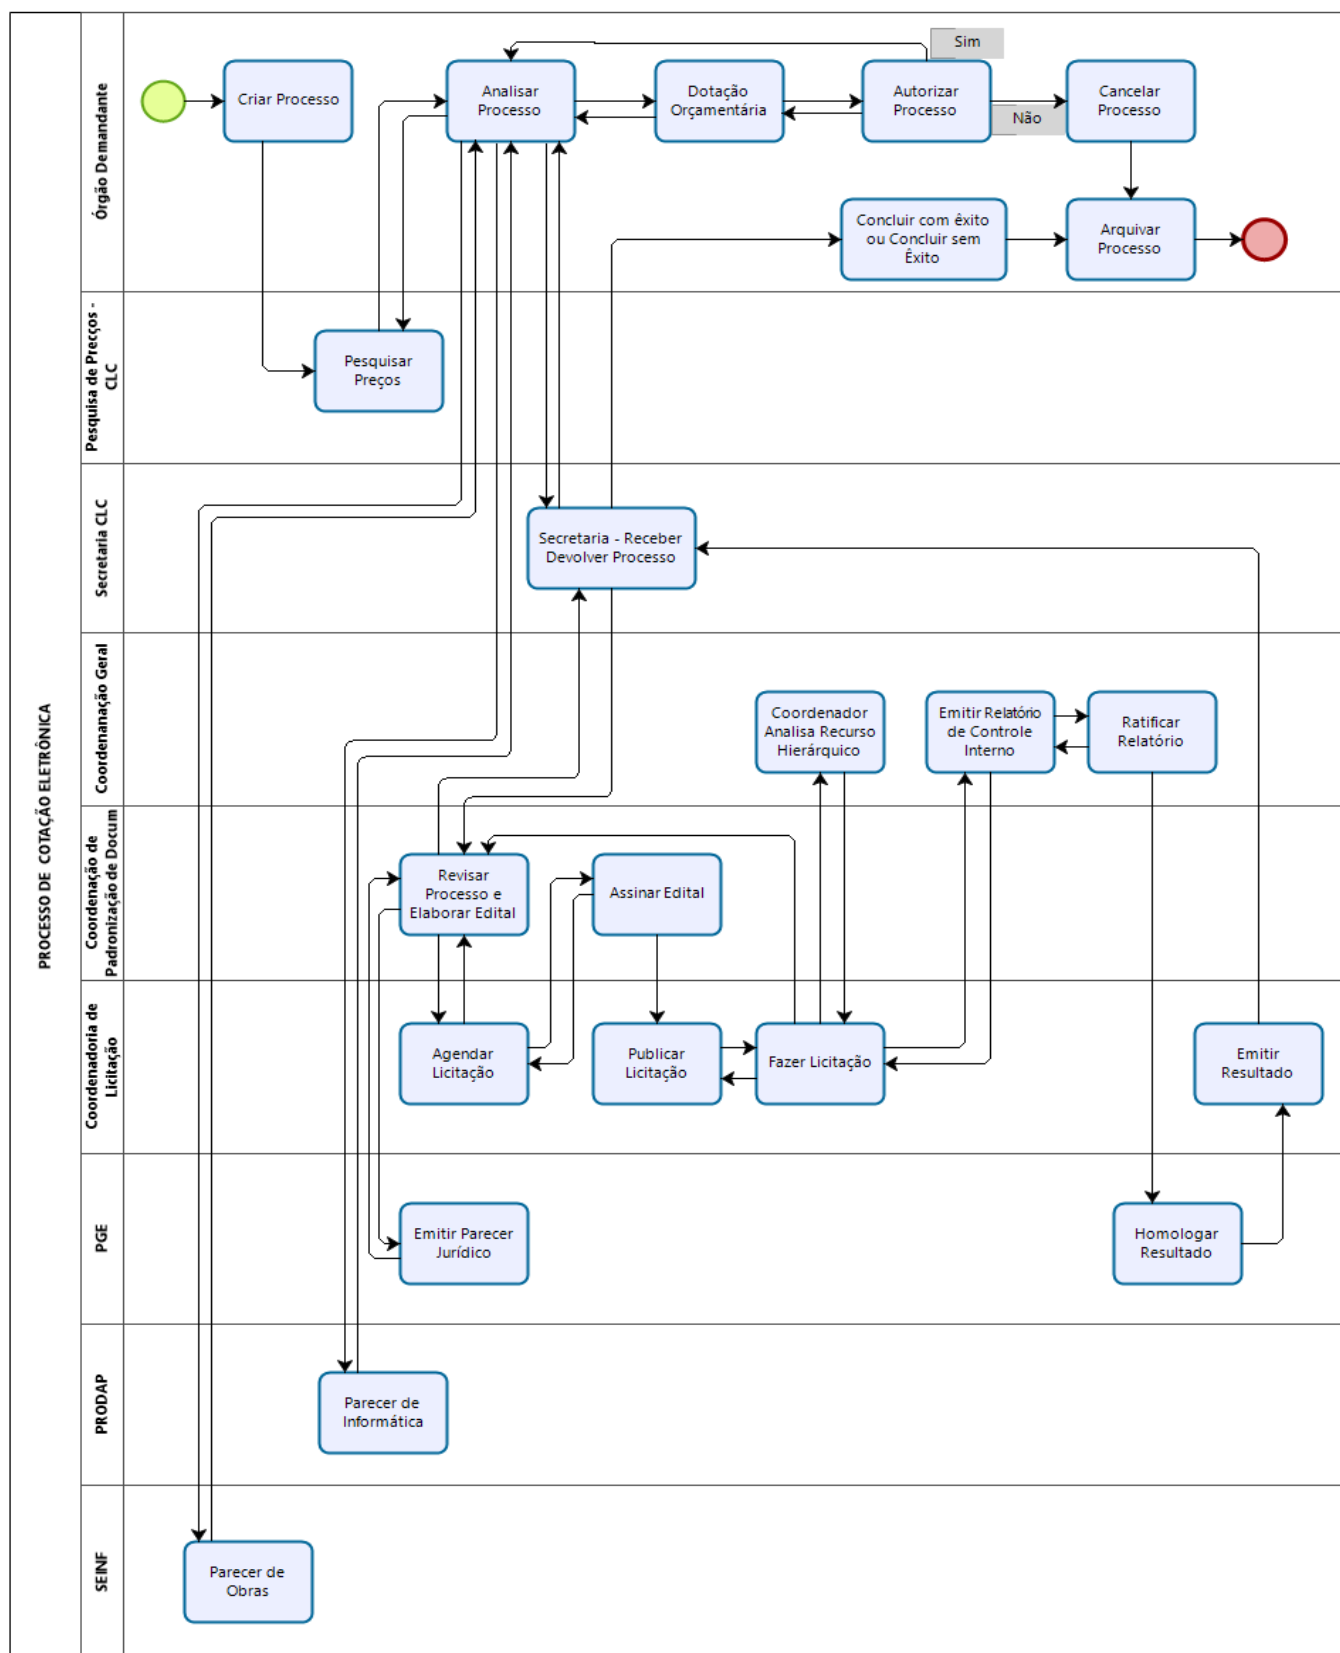 PROCESSO DE  COTAÇÃO ELETRÔNICA
Órgão Demandante
Sim
Criar Processo
Analisar
Processo
Dotação
Orçamentária
Autorizar
Processo
Cancelar
Processo
Não
Concluir com êxito
ou Concluir sem
Êxito
Arquivar
Processo
Pesquisa de Precços -
CLC
Pesquisar
Preços
Secretaria CLC
Secretaria - Receber
Devolver Processo
Coordenanação Geral
Coordenador
Analisa Recurso
Hierárquico
Emitir Relatório
de Controle
Interno
Ratificar
Relatório
Coordenação de
Padronização de Docum
Revisar
Processo e
Elaborar Edital
Assinar Edital
Coordenadoria de
Licitação
Agendar
Licitação
Publicar
Licitação
Fazer Licitação
Emitir
Resultado
PGE
Emitir Parecer
Jurídico
Homologar
Resultado
PRODAP
Parecer de
Informática
SEINF
Parecer de
Obras